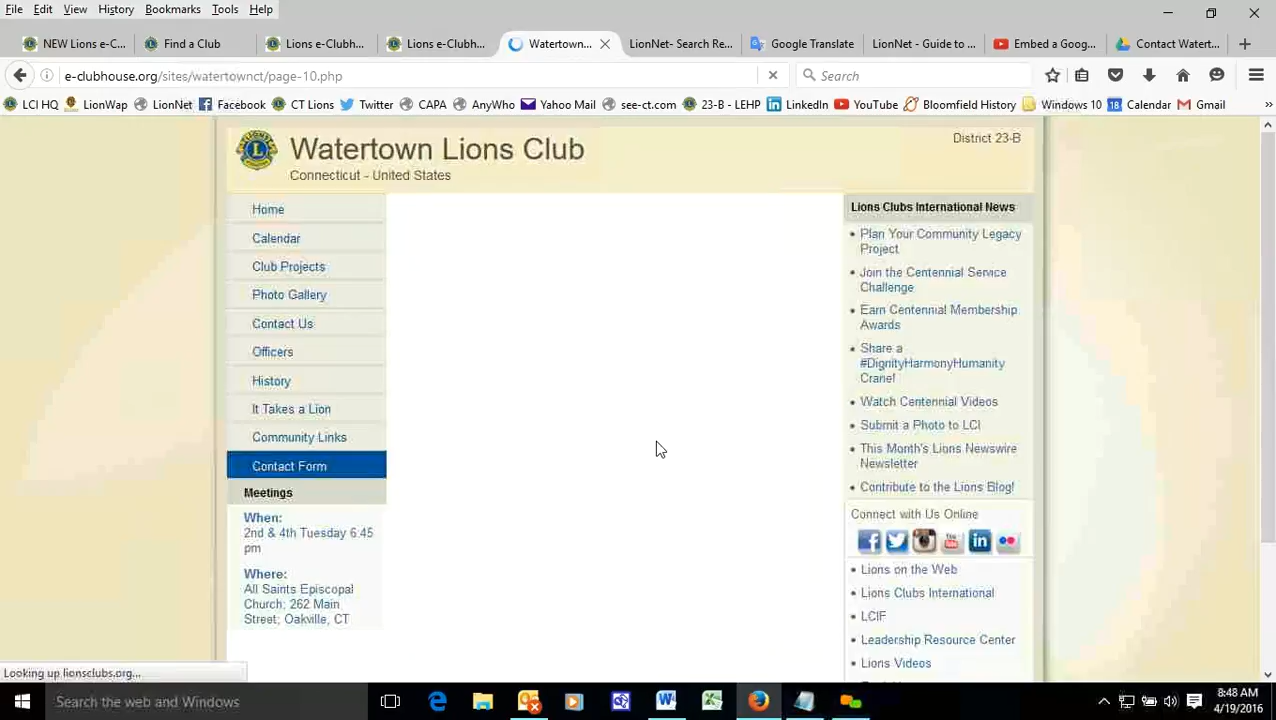 File Edit View History Bookmarks Tools Help
NEW Lions e-C...
Find a Club
Lions e-Clubh...
Lions e-Clubh...
Watertown...
LionNet- Search Re...
Google Translate
LionNet - Guide to ...
Embed a Goog...
Contact Watert...
e-clubhouse.org/sites/watertownct/page-10.php
Search
LCI HQ LionWap LionNet Facebook CT Lions Twitter CAPA AnyWho Yahoo Mail see-ct.com 23-B - LEHP LinkedIn YouTube Bloomfield History Windows 10 Calendar Gmail
Watertown Lions Club
Connecticut - United States
District 23-B
Home
Calendar
Club Projects
Photo Gallery
Contact Us
Officers
History
It Takes a Lion
Community Links
Contact Form
Meetings
When:
2nd & 4th Tuesday 6:45
pm
Where:
All Saints Episcopal
Church; 262 Main
Street; Oakville, CT
Lions Clubs International News
Plan Your Community Legacy
Project
Join the Centennial Service
Challenge
Earn Centennial Membership
Awards
Share a
#DignityHarmonyHumanity
Crane!
Watch Centennial Videos
Submit a Photo to LCI
This Month's Lions Newswire
Newsletter
Contribute to the Lions Blog!
Connect with Us Online
Lions on the Web
Lions Clubs International
LCIF
Leadership Resource Center
Lions Videos
Looking up lionsclubs.org...
Search the web and Windows
8:48 AM
4/19/2016